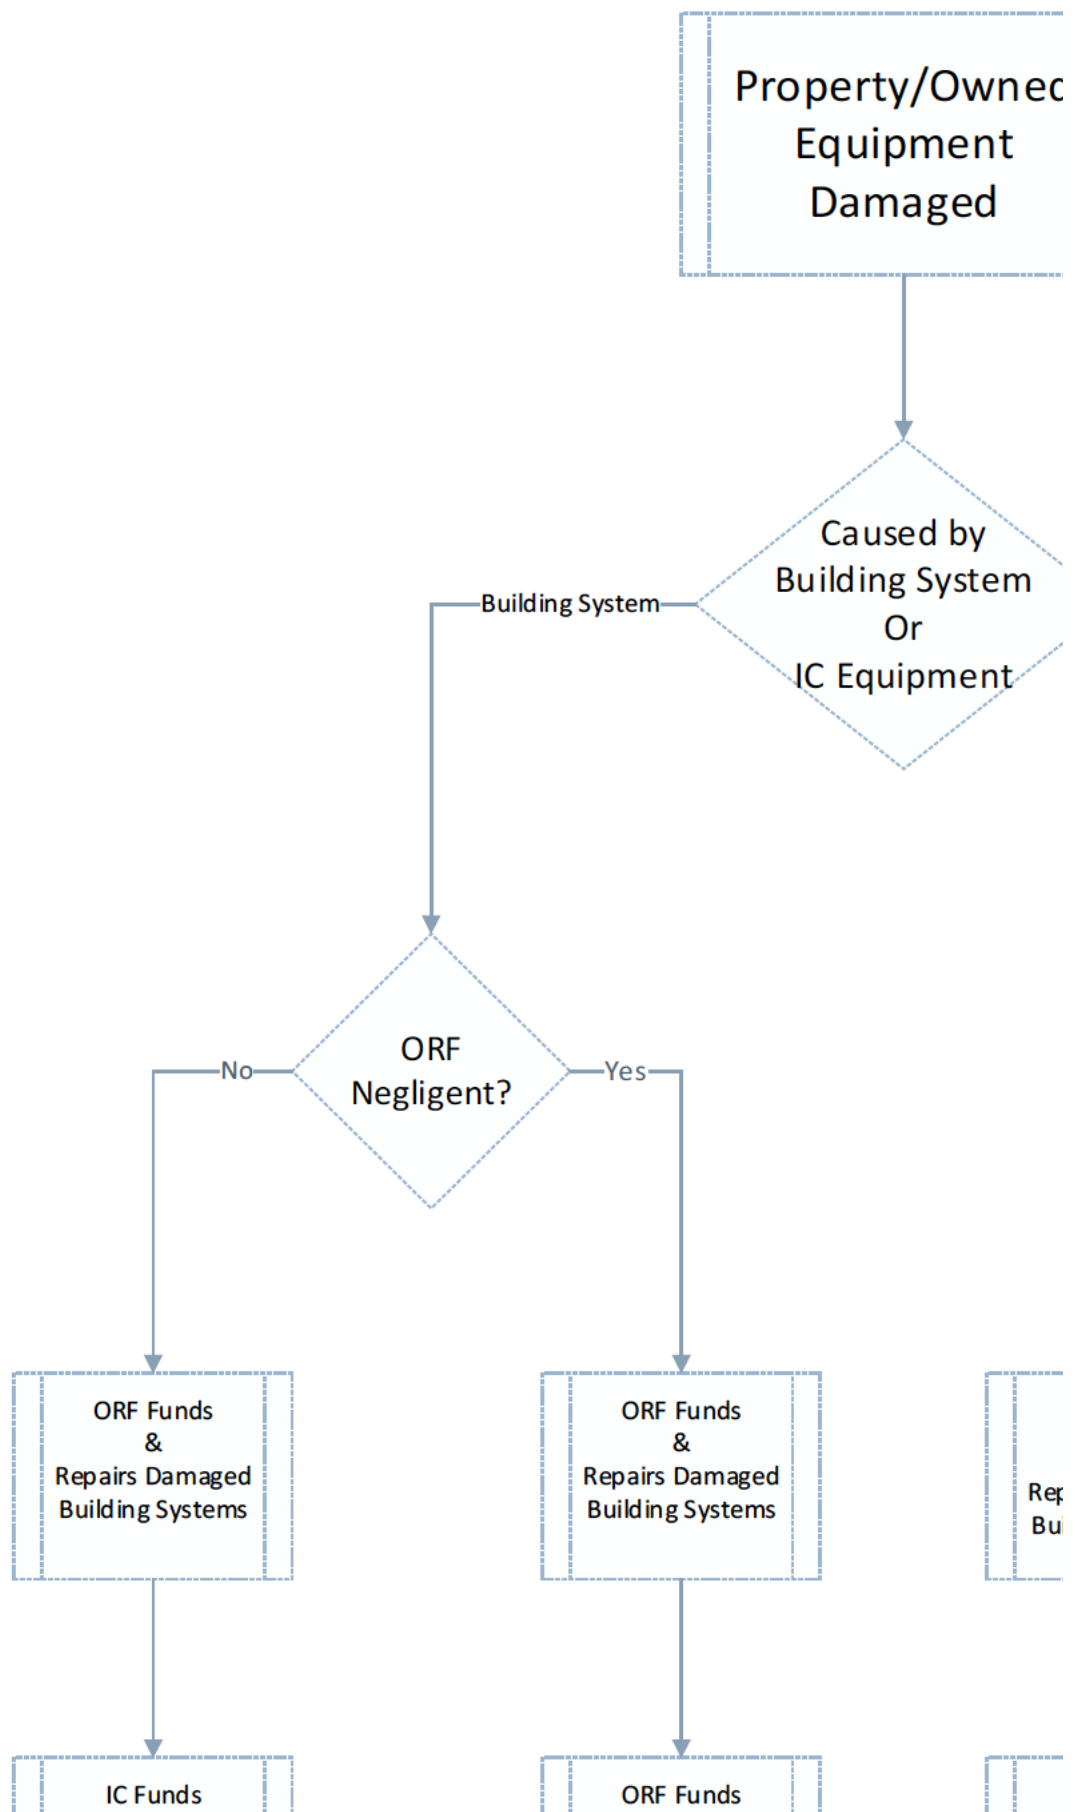 Property/Owned
Equipment
Damaged
Caused by
Building System
Or
IC Equipment
Building System
ORF
Negligent?
No
Yes
ORF Funds
&
Repairs Damaged
Building Systems
ORF Funds
&
Repairs Damaged
Building Systems
IC Funds
ORF Funds